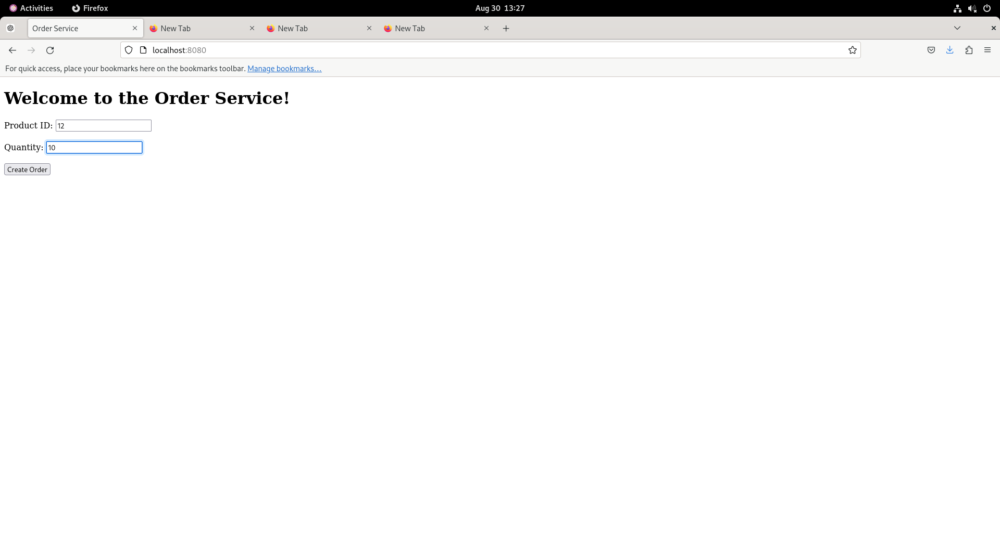 Activities Firefox Aug 30 13:27
Order Service New Tab New Tab New Tab
localhost:8080
For quick access, place your bookmarks here on the bookmarks toolbar. Manage bookmarks...
Welcome to the Order Service!
Product ID: 12
Quantity: 10
Create Order